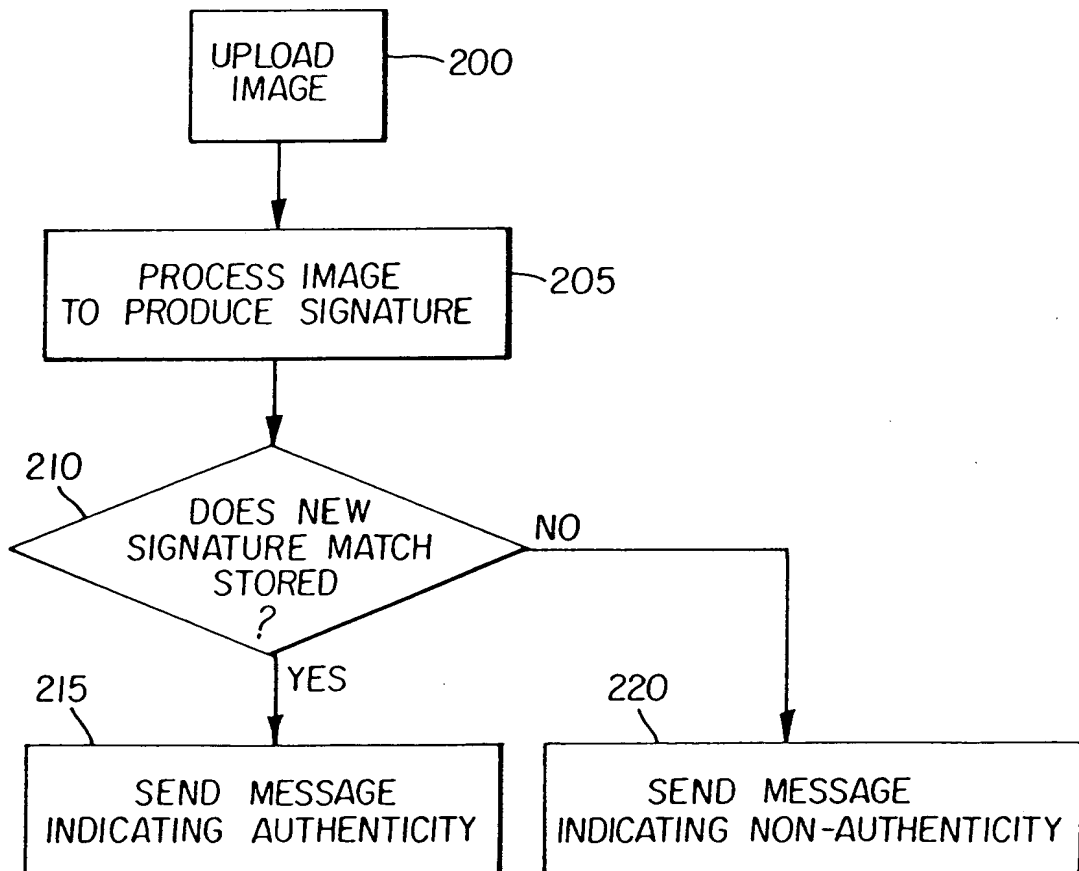 UPLOAD
IMAGE
200
PROCESS IMAGE
TO PRODUCE SIGNATURE
205
210
DOES NEW
SIGNATURE MATCH
STORED
?
NO
YES
215
SEND MESSAGE
INDICATING AUTHENTICITY
220
SEND MESSAGE
INDICATING NON-AUTHENTICITY